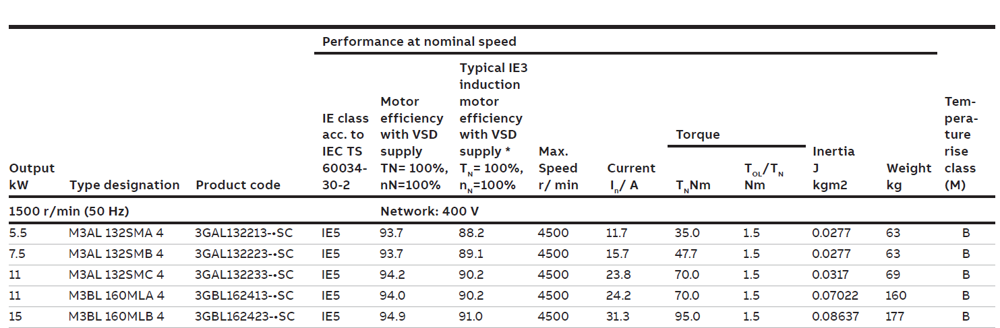 Performance at nominal speed
Output
kW
Type designation
Product code
IE class
acc. to
IEC TS
60034-
30-2
Motor
efficiency
with VSD
supply
TN= 100%,
nN=100%
Typical IE3
induction
motor
efficiency
with VSD
supply *
TN= 100%,
nN=100%
Max.
Speed
r/ min
Current
In/ A
Torque
TNNm
TOL/TN
Nm
Inertia
J
kgm2
Weight
kg
Tem-
pera-
ture
rise
class
(M)
1500 r/min (50 Hz) Network: 400 V
5.5 M3AL 132SMA 4 3GAL132213-•SC IE5 93.7 88.2 4500 11.7 35.0 1.5 0.0277 63 B
7.5 M3AL 132SMB 4 3GAL132223-•SC IE5 93.7 89.1 4500 15.7 47.7 1.5 0.0277 63 B
11 M3AL 132SMC 4 3GAL132233-•SC IE5 94.2 90.2 4500 23.8 70.0 1.5 0.0317 69 B
11 M3BL 160MLA 4 3GBL162413-•SC IE5 94.0 90.2 4500 24.2 70.0 1.5 0.07022 160 B
15 M3BL 160MLB 4 3GBL162423-•SC IE5 94.9 91.0 4500 31.3 95.0 1.5 0.08637 177 B